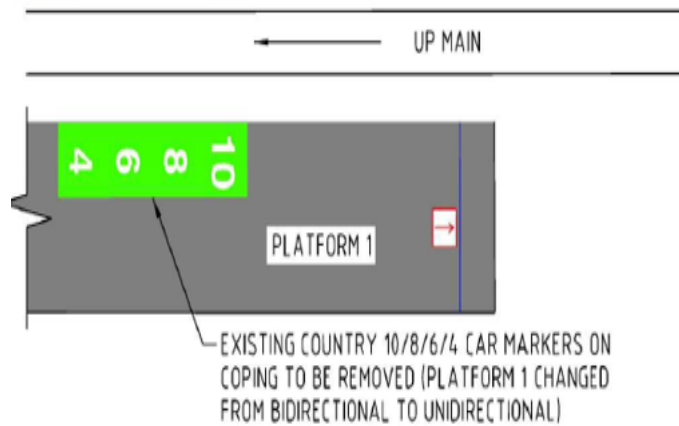 UP MAIN
4 6 8 10
PLATFORM 1
EXISTING COUNTRY 10/8/6/4 CAR MARKERS ON
COPING TO BE REMOVED (PLATFORM 1 CHANGED
FROM BIDIRECTIONAL TO UNIDIRECTIONAL)